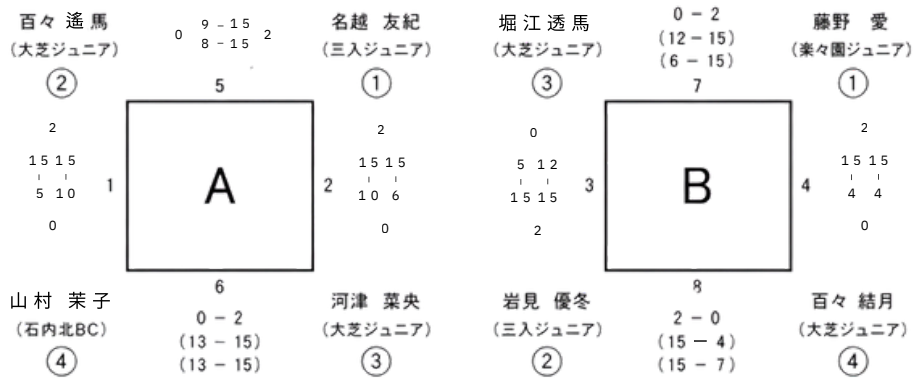 百々 遙馬
(大芝ジュニア)
②
0 9-15 2
8-15
5
名越 友紀
(三入ジュニア)
①
2
15 15
- -
5 10
0
1
A
2
2
15 15
- -
10 6
0
山村 茉子
(石内北BC)
④
6
0-2
(13-15)
(13-15)
河津 菜央
(大芝ジュニア)
③
堀江透馬
(大芝ジュニア)
③
0-2
(12-15)
(6-15)
7
藤野 愛
(楽々園ジュニア)
①
0
5 12
- -
15 15
2
3
B
4
2
15 15
- -
4 4
0
岩見 優冬
(三入ジュニア)
②
8
2-0
(15-4)
(15-7)
百々 結月
(大芝ジュニア)
④